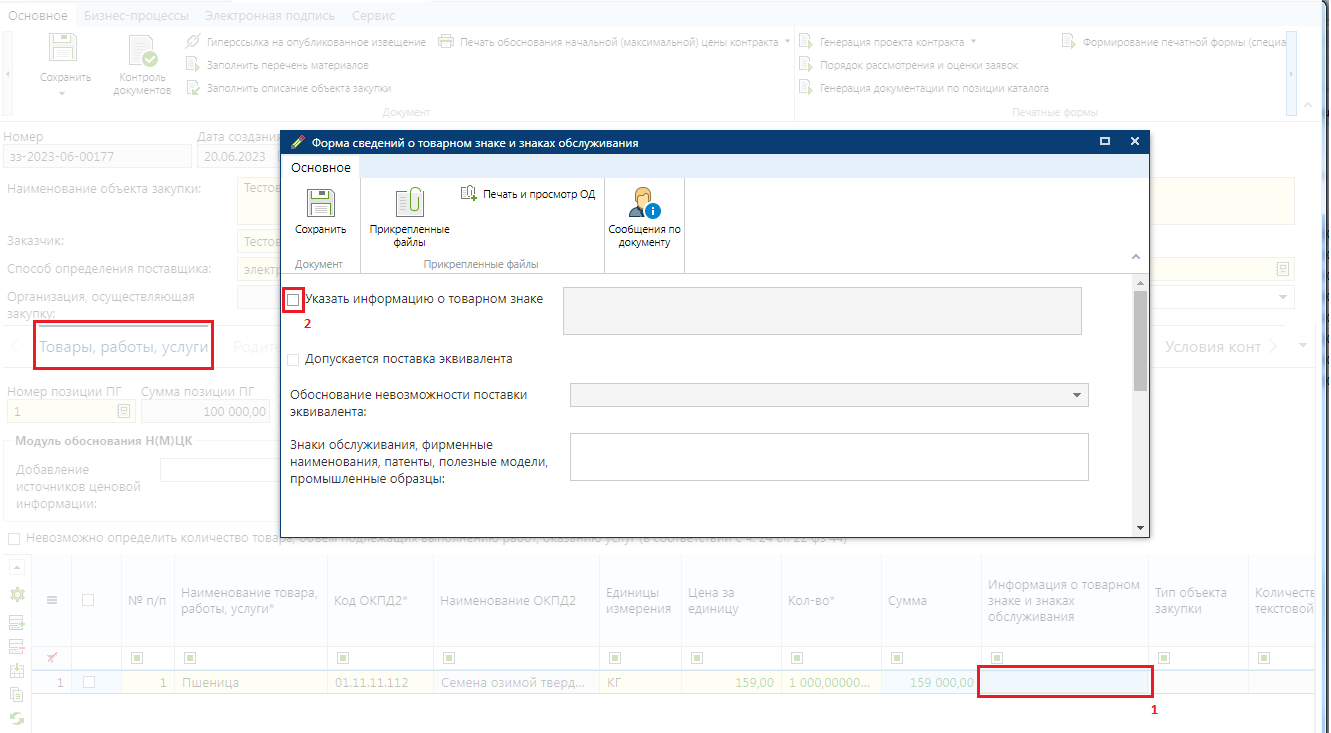 Основное Бизнес-процессы Электронная подпись Сервис
Гиперссылка на опубликованное извещение Печать обоснования начальной (максимальной) цены контракта Генерация проекта контракта Формирование печатной формы (специа
Заполнить перечень материалов Порядок рассмотрения и оценки заявок
Сохранить Контроль
документов
Заполнить описание объекта закупки Генерация документации по позиции каталога
Документ Печатные формы
Номер Дата создания
зз-2023-06-00177 20.06.2023
Наименование объекта закупки: Тестов
Заказчик: Тестов
Способ определения поставщика: электр
Организация, осуществляющая
закупку:
Товары, работы, услуги Родите Условия конт
Номер позиции ПГ Сумма позиции ПГ
1 100 000,00
Модуль обоснования Н(М)ЦК
Добавление
источников ценовой
информации:
Форма сведений о товарном знаке и знаках обслуживания
Основное
Сохранить
Документ
Прикрепленные
файлы
Печать и просмотр ОД
Прикрепленные файлы
Сообщения по
документу
Указать информацию о товарном знаке
2
Допускается поставка эквивалента
Обоснование невозможности поставки
эквивалента:
Знаки обслуживания, фирменные
наименования, патенты, полезные модели,
промышленные образцы:
Невозможно определить количество товара, объем подлежащих выполнению работ, оказанию услуг (в соответствии с ч. 24 ст. 22 ФЗ 44)
№ п/п
Наименование товара,
работы, услуги*
Код ОКПД2*
Наименование ОКПД2
Единицы
измерения
Цена за
единицу
Кол-во*
Сумма
Информация о товарном
знаке и знаках
обслуживания
Тип объекта
закупки
Количеств
текстовой
1 1 Пшеница 01.11.11.112 Семена озимой тверд... КГ 159,00 1 000,00000... 159 000,00
1